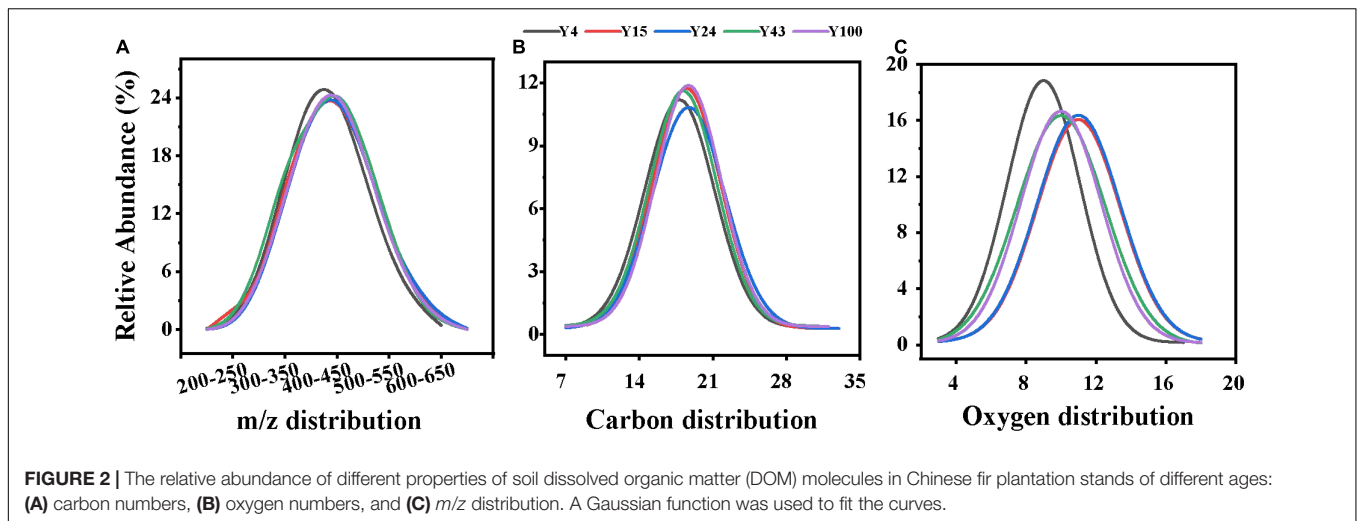 Y4 Y15 Y24 Y43 Y100
A
B
C
Reltive Abundance (%)
24
18
12
6
0
200-250
300-350
400-450
500-550
600-650
m/z distribution
12
9
6
3
0
7 14 21 28 35
Carbon distribution
20
16
12
8
4
0
4 8 12 16 20
Oxygen distribution
FIGURE 2 | The relative abundance of different properties of soil dissolved organic matter (DOM) molecules in Chinese fir plantation stands of different ages:
(A) carbon numbers, (B) oxygen numbers, and (C) m/z distribution. A Gaussian function was used to fit the curves.